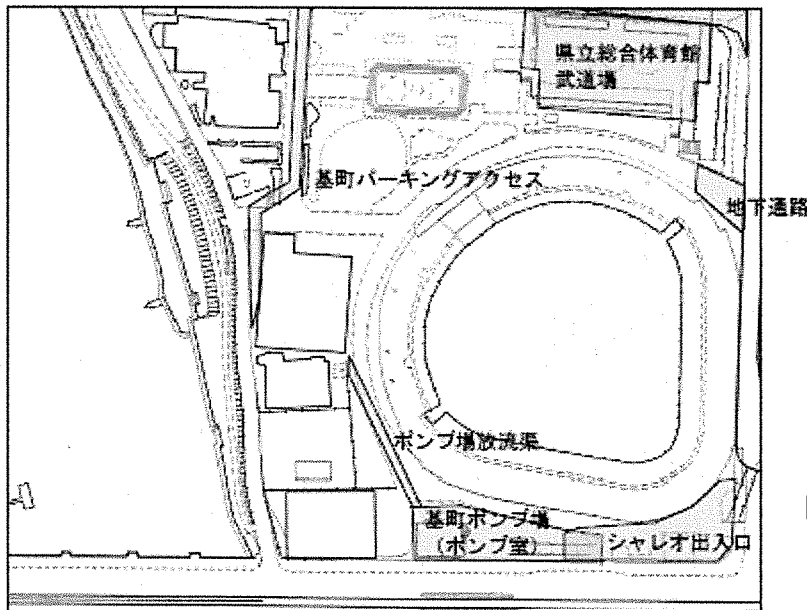 県立総合体育館
武道場
基町パーキングアクセス
地下通路
ポンプ場放流渠
基町ポンプ場
(ポンプ室)
シャレオ出入口